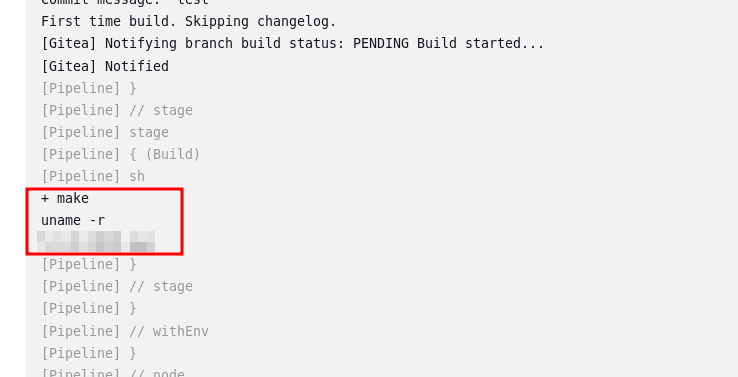 Commit message: "test"
First time build. Skipping changelog.
[Gitea] Notifying branch build status: PENDING Build started...
[Gitea] Notified
[Pipeline] }
[Pipeline] // stage
[Pipeline] stage
[Pipeline] { (Build)
[Pipeline] sh
+ make
uname -r
[Pipeline] }
[Pipeline] // stage
[Pipeline] }
[Pipeline] // withEnv
[Pipeline] }
[Pipeline] // node